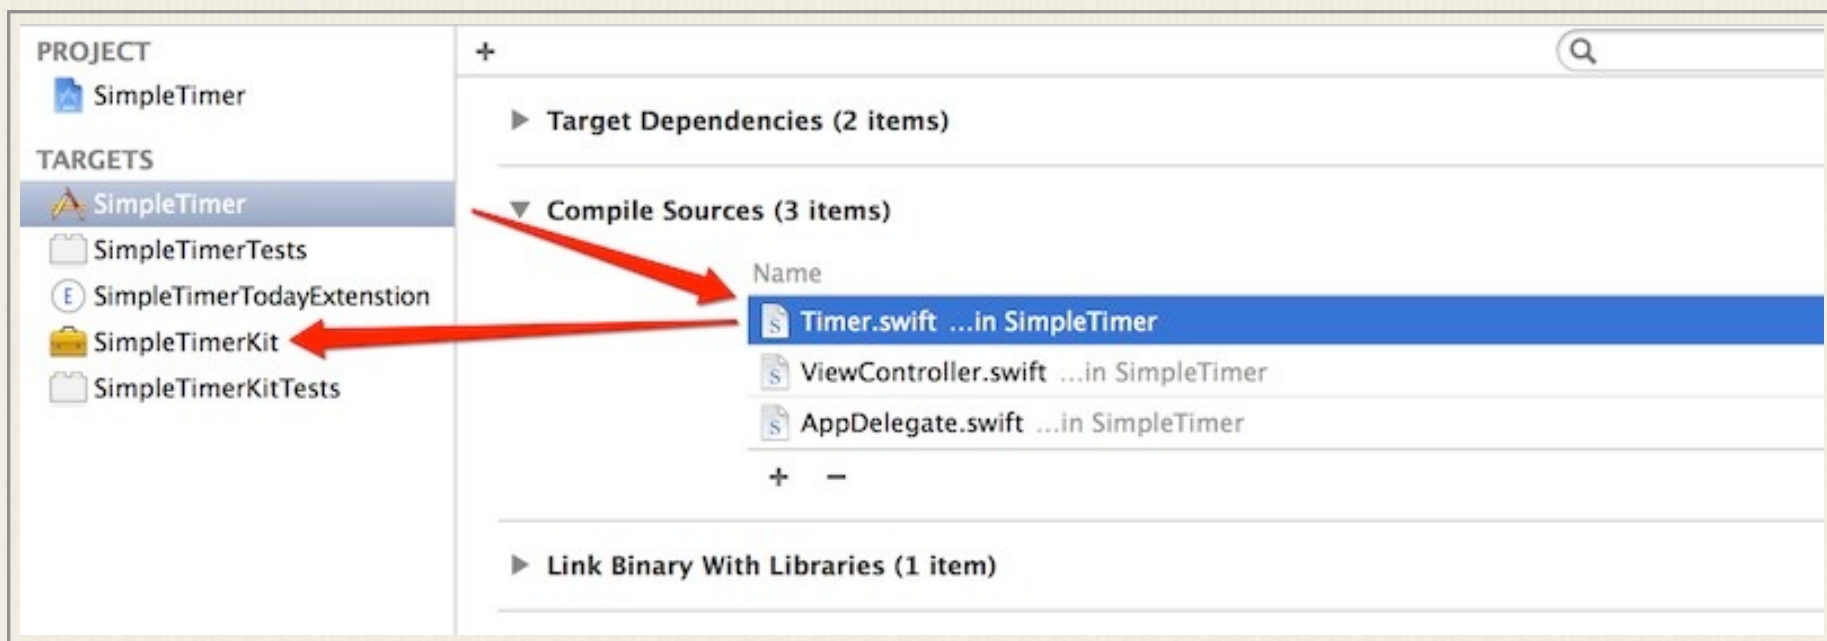 PROJECT
SimpleTimer
TARGETS
SimpleTimer
SimpleTimerTests
SimpleTimerTodayExtenstion
SimpleTimerKit
SimpleTimerKitTests
+
Target Dependencies (2 items)
Compile Sources (3 items)
Name
Timer.swift ...in SimpleTimer
ViewController.swift ...in SimpleTimer
AppDelegate.swift ...in SimpleTimer
+ −
Link Binary With Libraries (1 item)